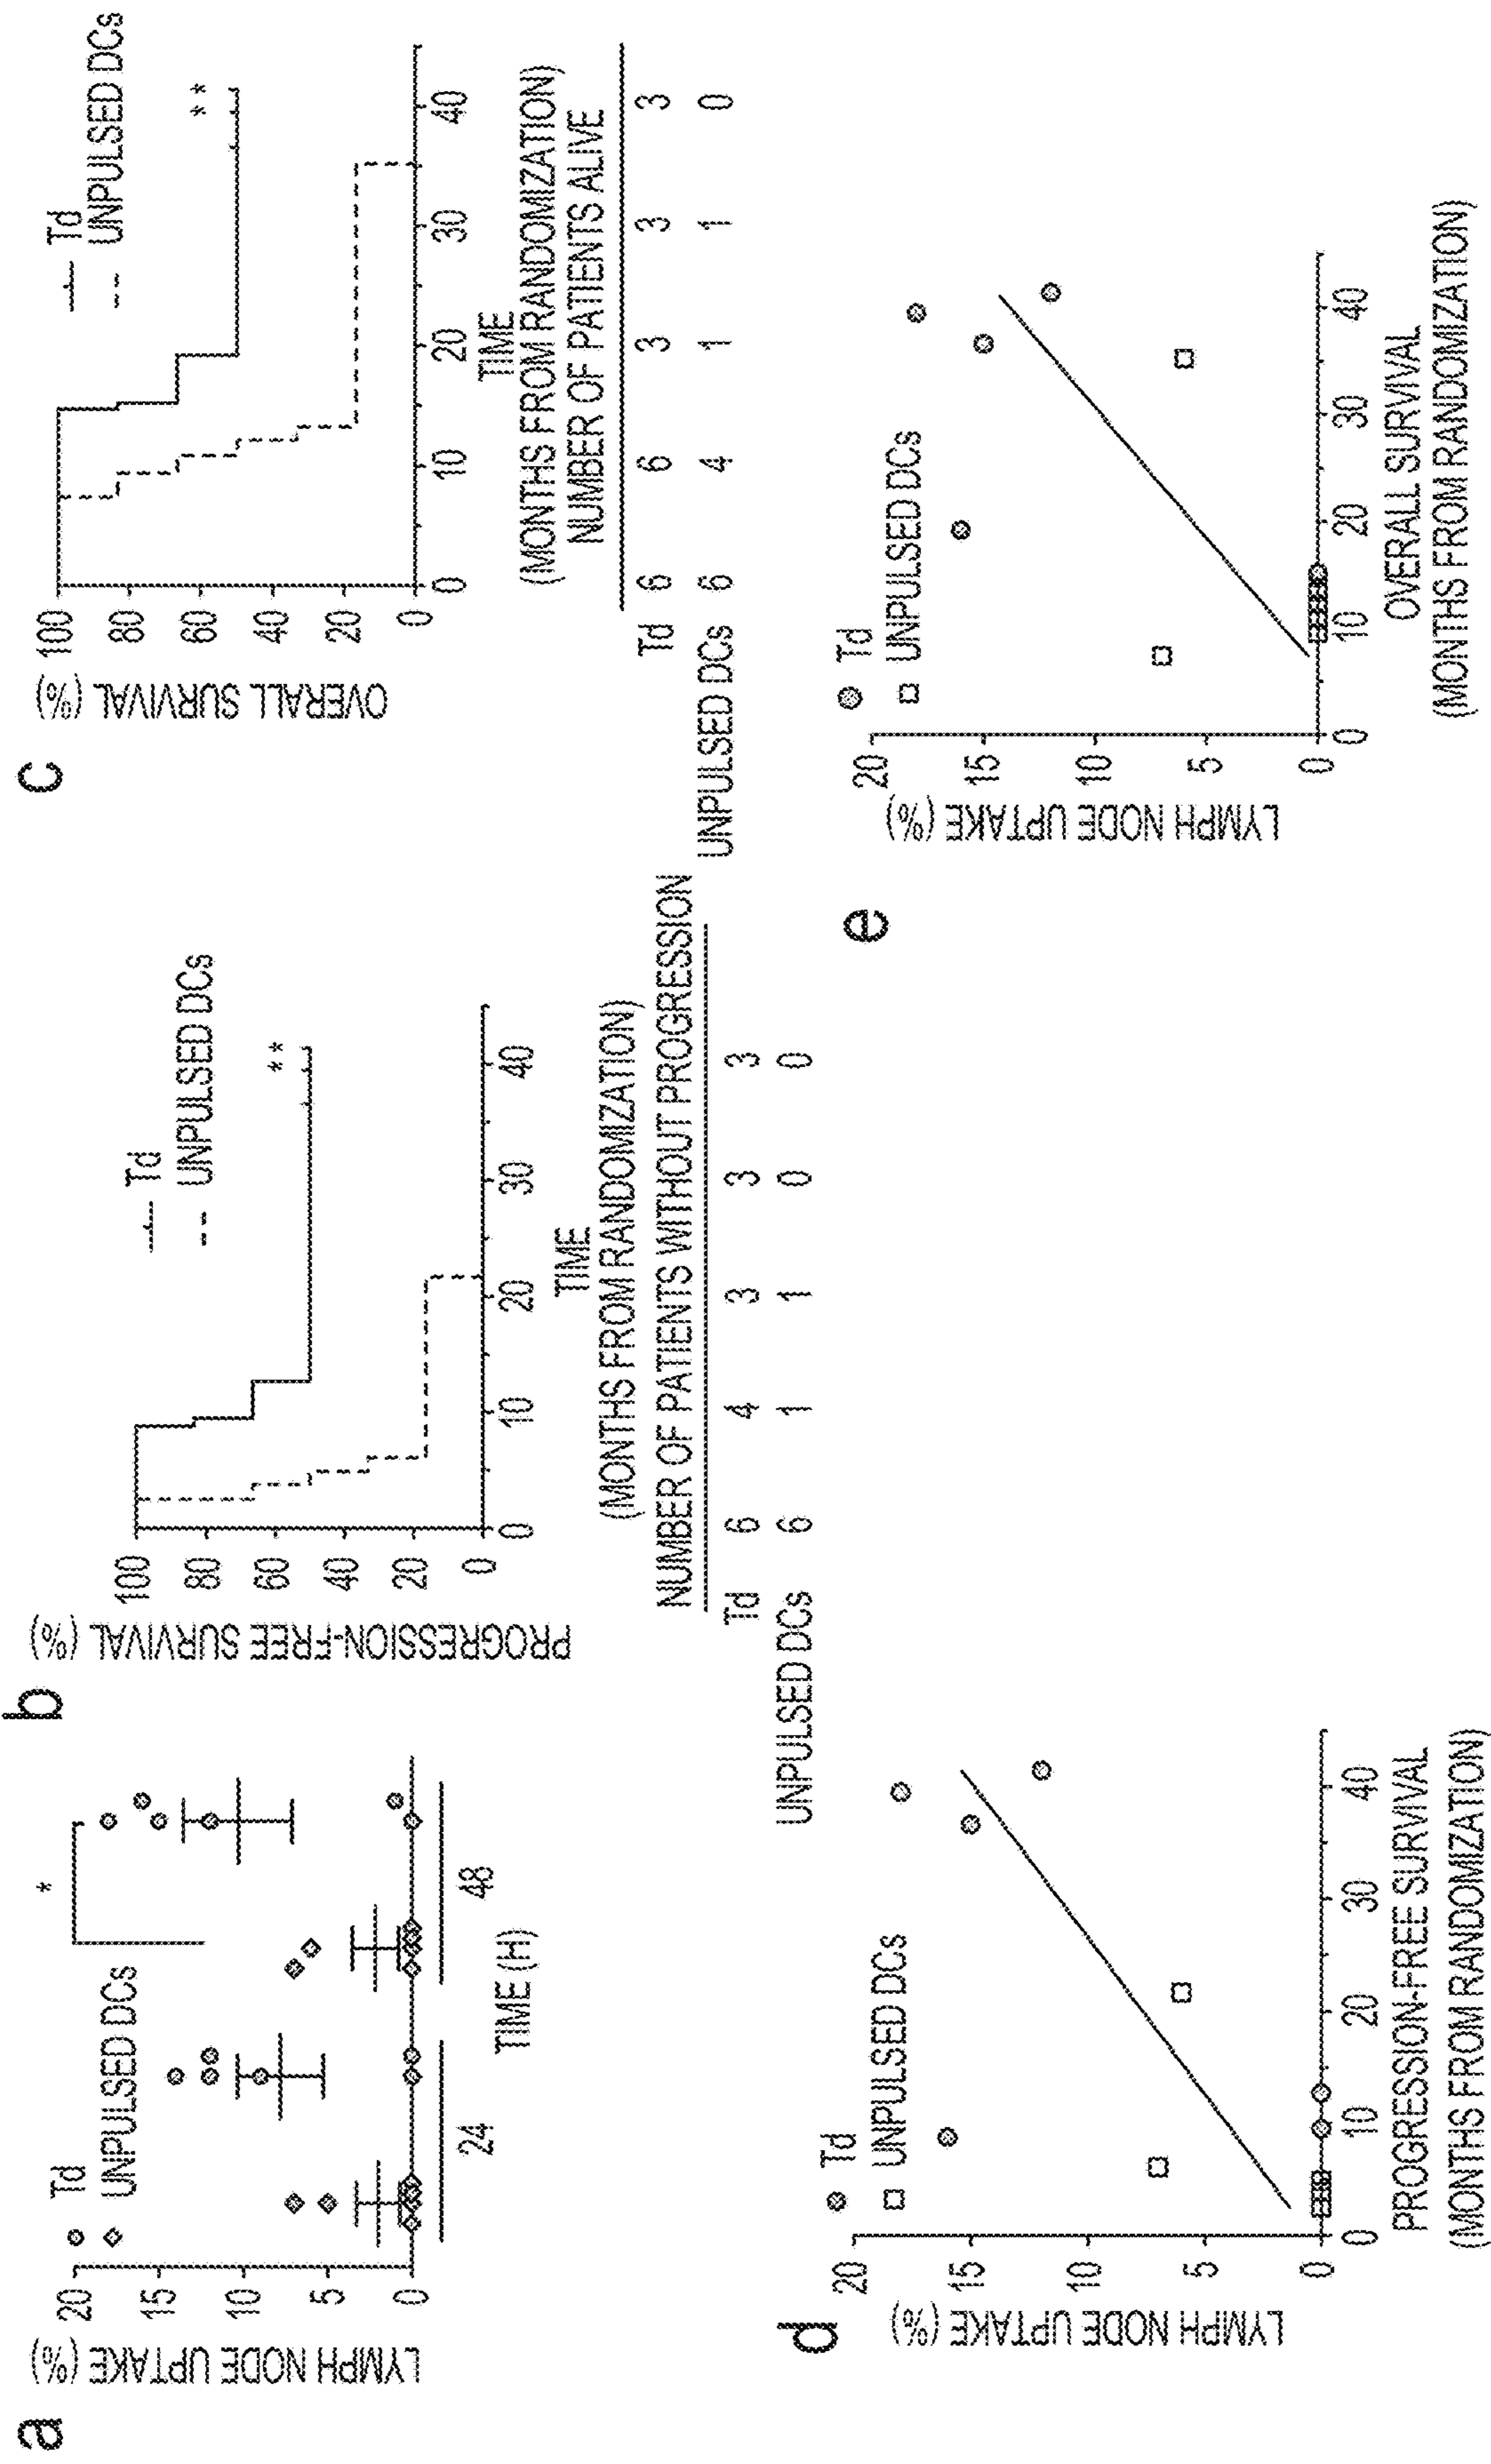 a
LYMPH NODE UPTAKE (%)
20
15
10
5
0
Td
UNPULSED DCs
*
24
48
TIME (H)
b
PROGRESSION-FREE SURVIVAL (%)
100
80
60
40
20
0
Td
UNPULSED DCs
**
0 10 20 30 40
TIME
(MONTHS FROM RANDOMIZATION)
NUMBER OF PATIENTS WITHOUT PROGRESSION
Td 6 4 3 3 3
UNPULSED DCs 6 1 1 0 0
c
OVERALL SURVIVAL (%)
100
80
60
40
20
0
Td
UNPULSED DCs
**
0 10 20 30 40
TIME
(MONTHS FROM RANDOMIZATION)
NUMBER OF PATIENTS ALIVE
Td 6 6 3 3 3
UNPULSED DCs 6 4 1 1 0
d
LYMPH NODE UPTAKE (%)
20
15
10
5
0
Td
UNPULSED DCs
0 10 20 30 40
PROGRESSION-FREE SURVIVAL
(MONTHS FROM RANDOMIZATION)
e
LYMPH NODE UPTAKE (%)
20
15
10
5
0
Td
UNPULSED DCs
0 10 20 30 40
OVERALL SURVIVAL
(MONTHS FROM RANDOMIZATION)